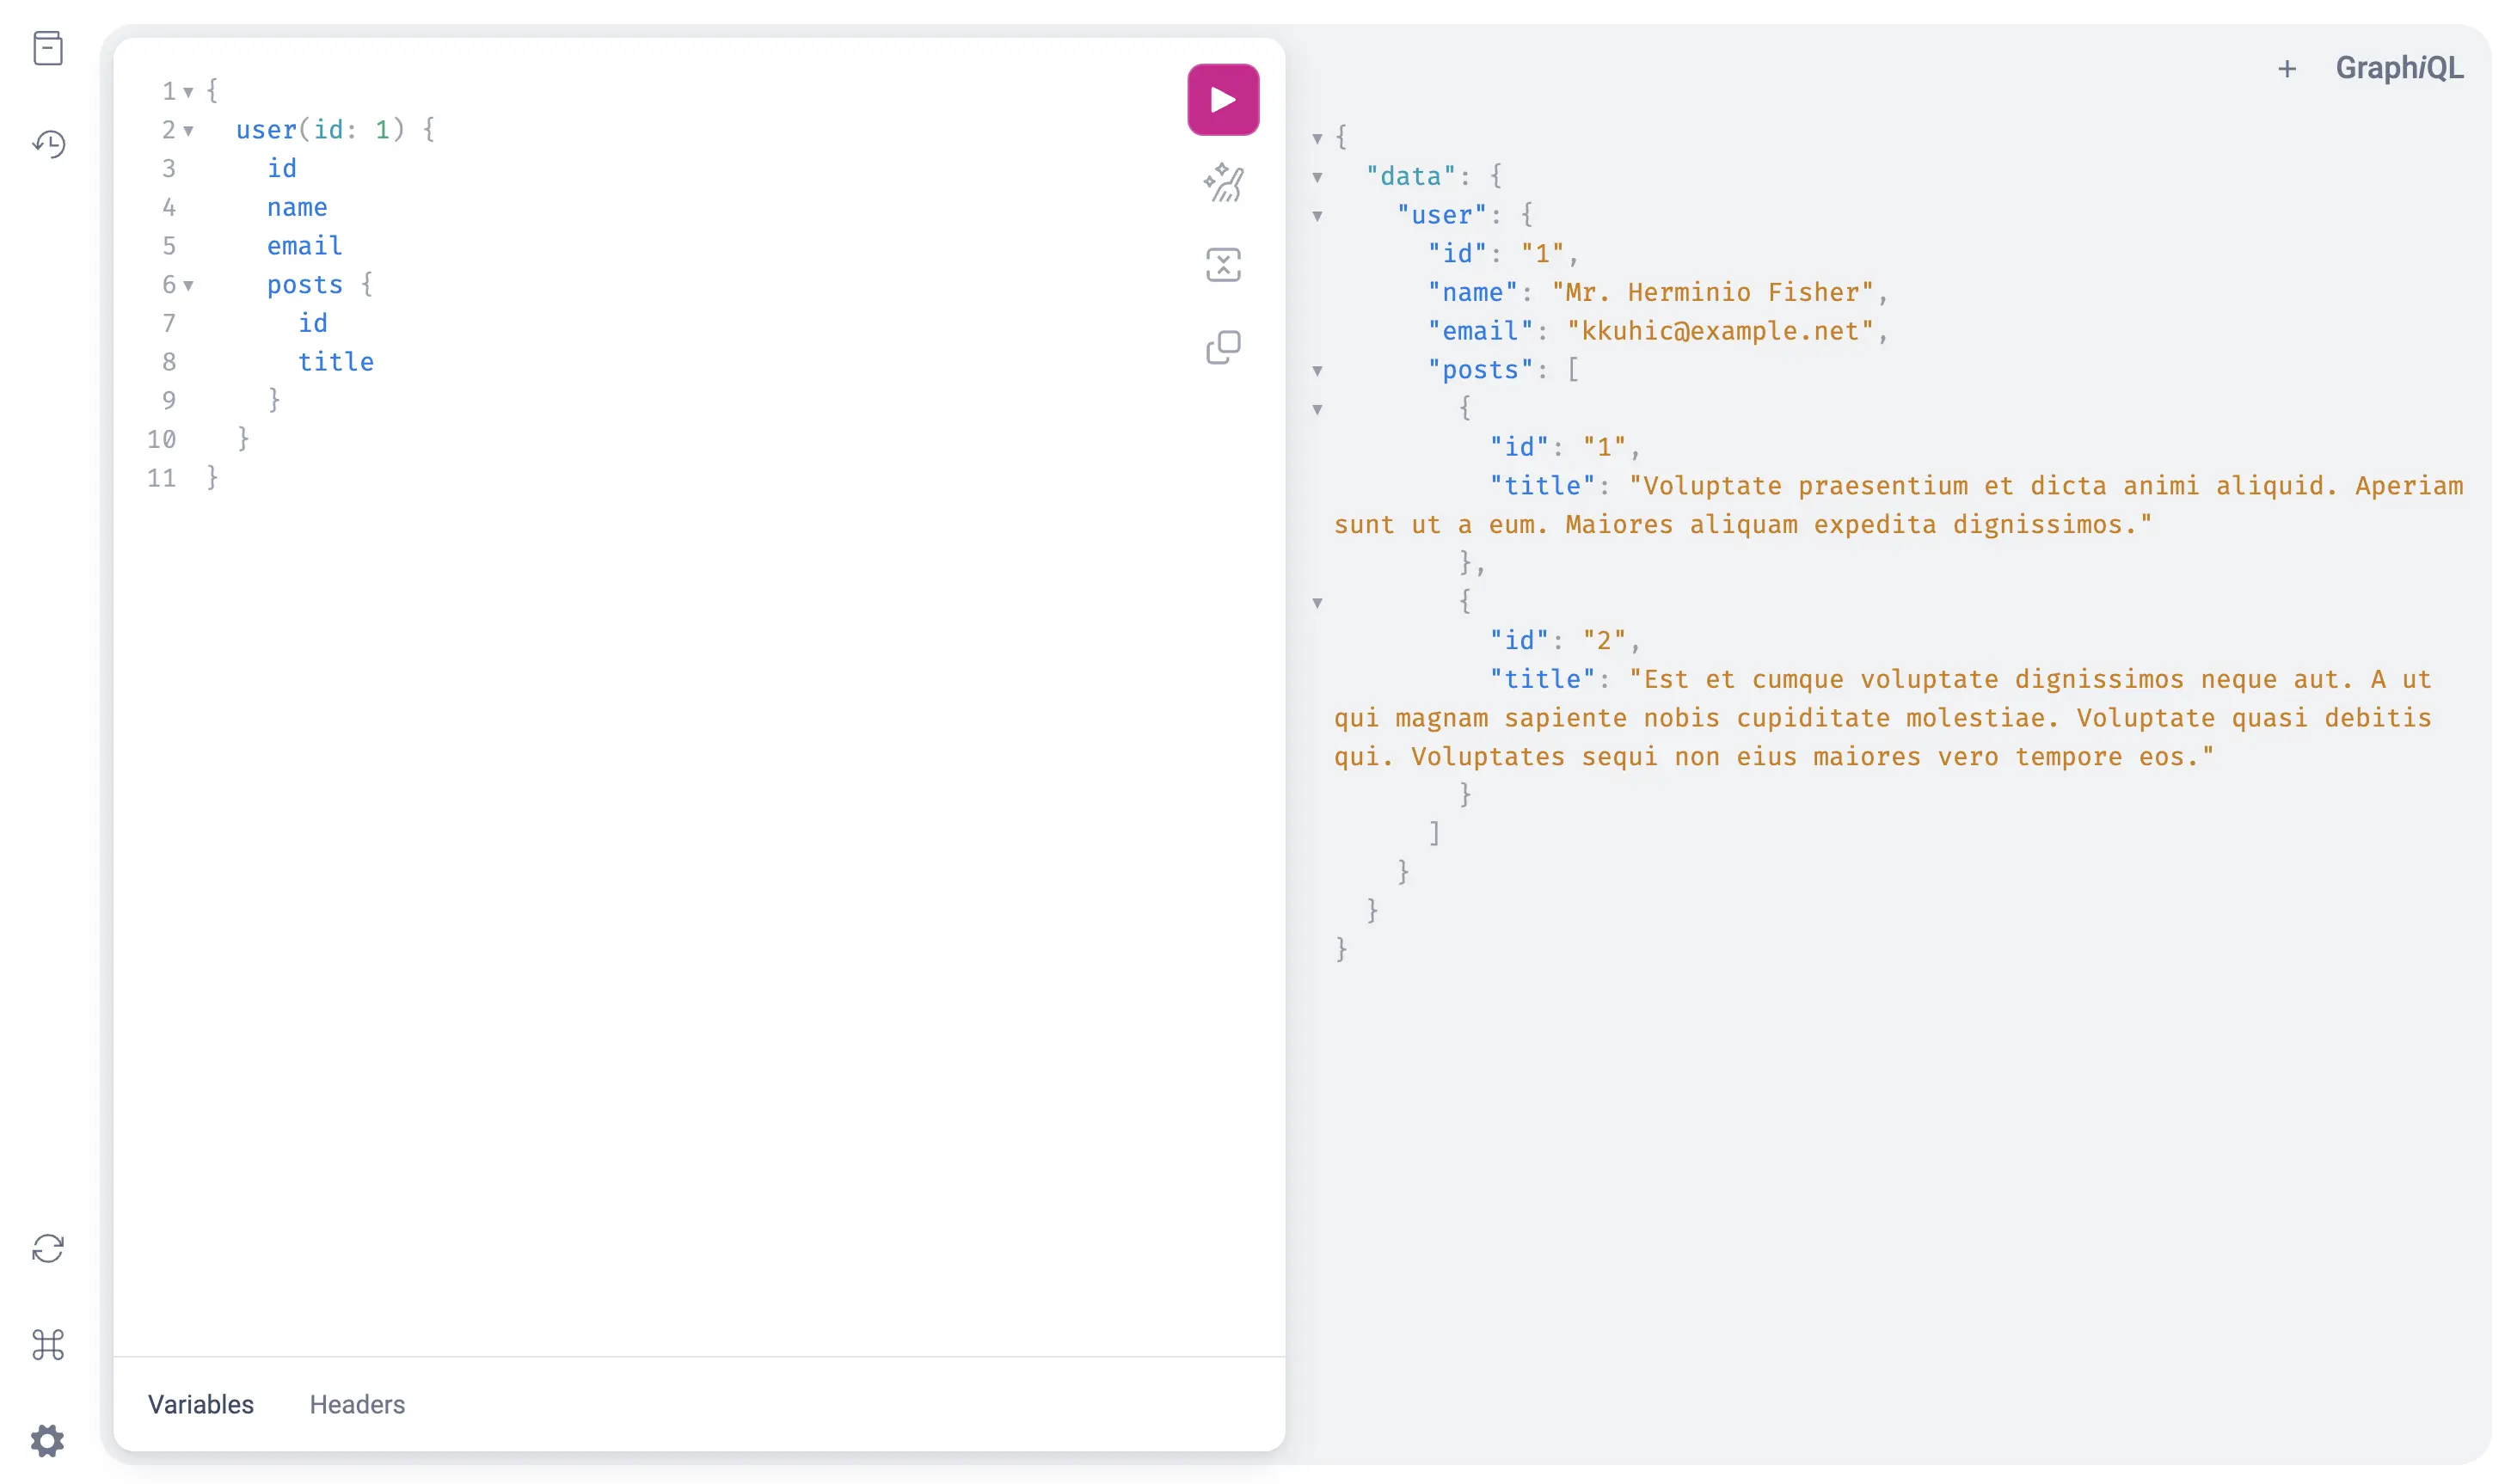 1 {
2   user(id: 1) {
3     id
4     name
5     email
6     posts {
7       id
8       title
9     }
10   }
11 }
Variables Headers
+ GraphiQL
{
  "data": {
    "user": {
      "id": "1",
      "name": "Mr. Herminio Fisher",
      "email": "kkuhic@example.net",
      "posts": [
        {
          "id": "1",
          "title": "Voluptate praesentium et dicta animi aliquid. Aperiam
sunt ut a eum. Maiores aliquam expedita dignissimos."
        },
        {
          "id": "2",
          "title": "Est et cumque voluptate dignissimos neque aut. A ut
qui magnam sapiente nobis cupiditate molestiae. Voluptate quasi debitis
qui. Voluptates sequi non eius maiores vero tempore eos."
        }
      ]
    }
  }
}